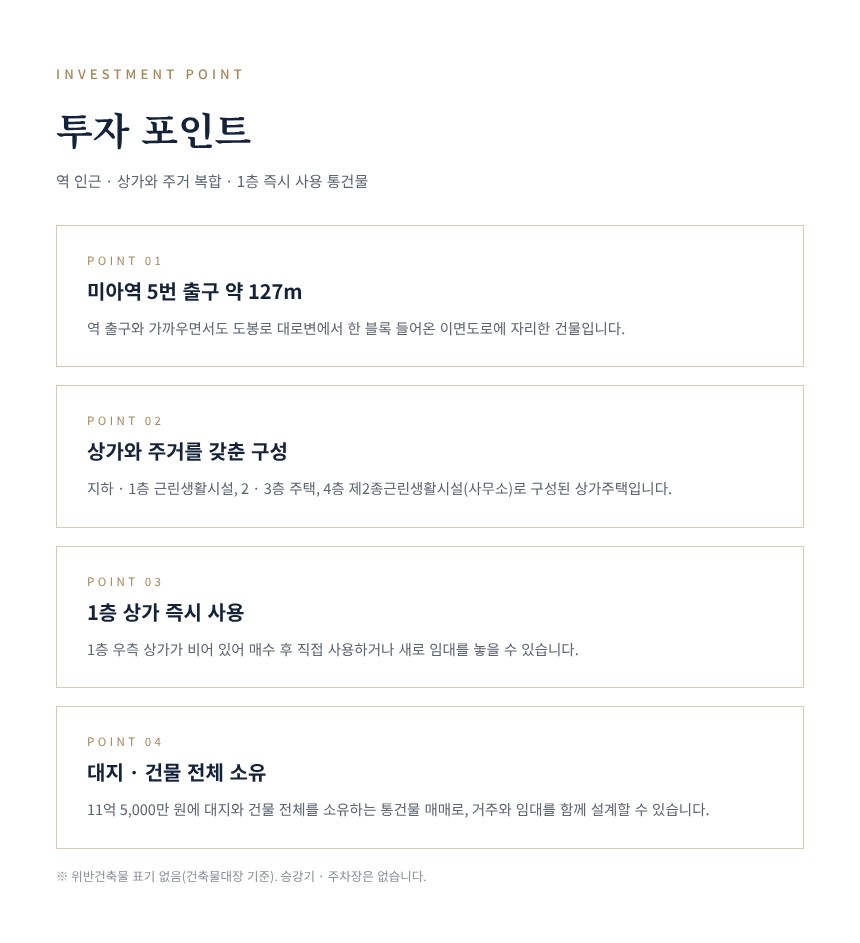 INVESTMENT POINT
투자 포인트
역 인근 · 상가와 주거 복합 · 1층 즉시 사용 통건물
POINT 01
미아역 5번 출구 약 127m
역 출구와 가까우면서도 도봉로 대로변에서 한 블록 들어온 이면도로에 자리한 건물입니다.
POINT 02
상가와 주거를 갖춘 구성
지하 · 1층 근린생활시설, 2 · 3층 주택, 4층 제2종근린생활시설(사무소)로 구성된 상가주택입니다.
POINT 03
1층 상가 즉시 사용
1층 우측 상가가 비어 있어 매수 후 직접 사용하거나 새로 임대를 놓을 수 있습니다.
POINT 04
대지 · 건물 전체 소유
11억 5,000만 원에 대지와 건물 전체를 소유하는 통건물 매매로, 거주와 임대를 함께 설계할 수 있습니다.
※ 위반건축물 표기 없음(건축물대장 기준). 승강기 · 주차장은 없습니다.